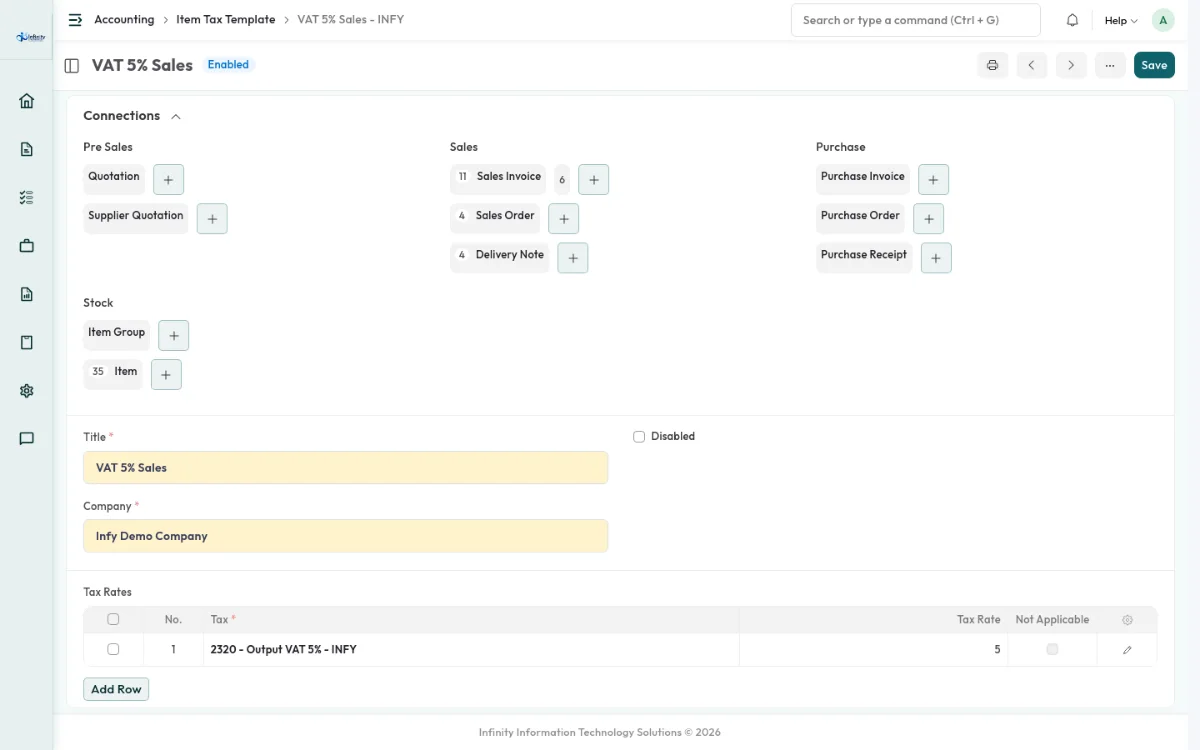 Infinity
Accounting > Item Tax Template > VAT 5% Sales - INFY
Search or type a command (Ctrl + G)
Help
A
VAT 5% Sales
Enabled
...
Save
Connections
Pre Sales
Quotation +
Supplier Quotation +
Sales
11 Sales Invoice 6 +
4 Sales Order +
4 Delivery Note +
Purchase
Purchase Invoice +
Purchase Order +
Purchase Receipt +
Stock
Item Group +
35 Item +
Title *
VAT 5% Sales
Disabled
Company *
Infy Demo Company
Tax Rates
No. Tax * Tax Rate Not Applicable
1 2320 - Output VAT 5% - INFY 5
Add Row
Infinity Information Technology Solutions © 2026